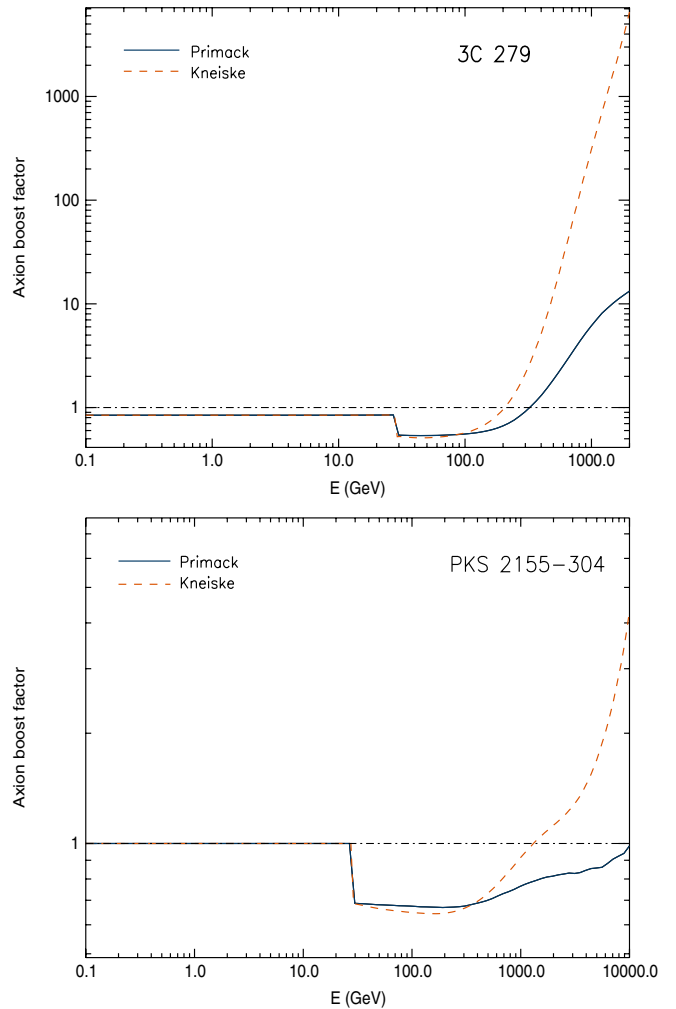 3C 279
Primack
Kneiske
1000
100
10
1
Axion boost factor
0.1 1.0 10.0 100.0 1000.0
E (GeV)
PKS 2155-304
Primack
Kneiske
1
Axion boost factor
0.1 1.0 10.0 100.0 1000.0 10000.0
E (GeV)